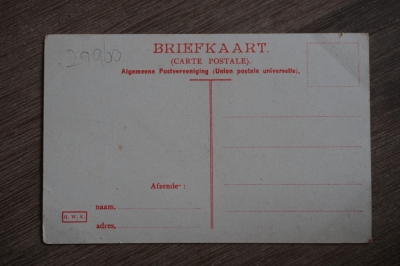 BRIEFKAART.
(CARTE POSTALE).
Algemeene Postvereeniging (Union postale universelle).
Afzender:
naam,
adres,